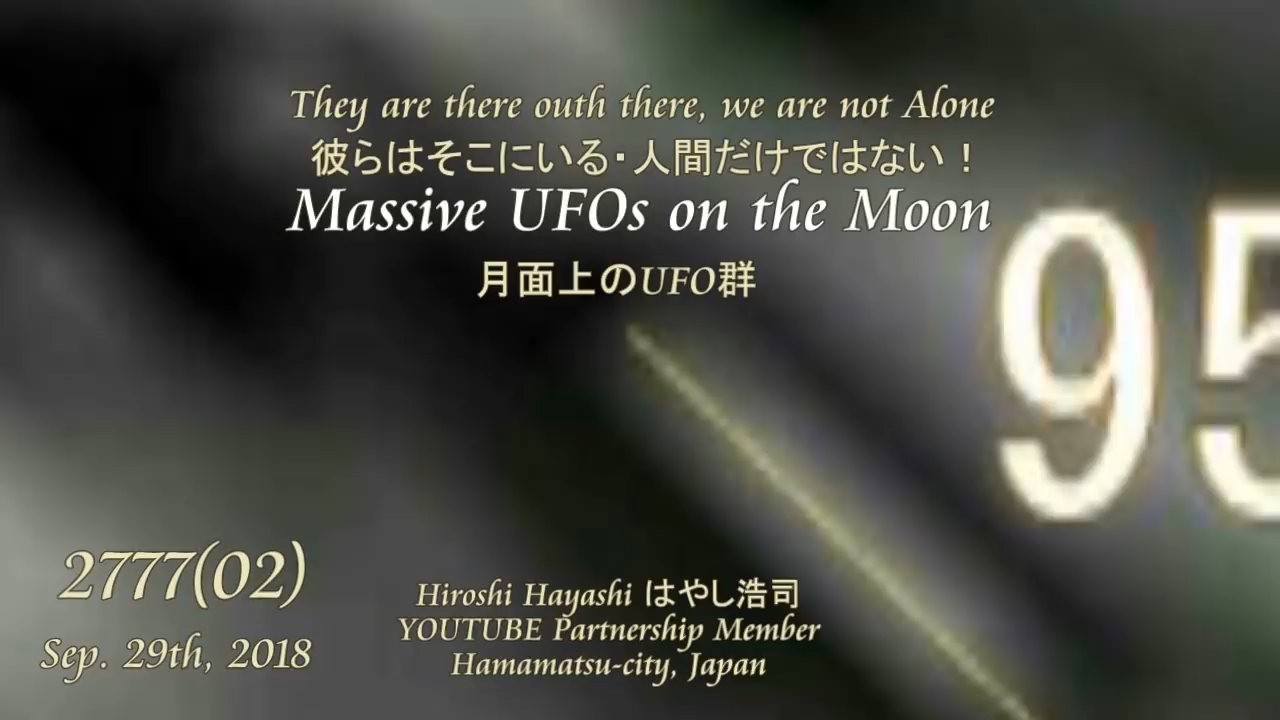 They are there outh there, we are not Alone
彼らはそこにいる・人間だけではない！
Massive UFOs on the Moon
月面上のUFO群
95
2777(02)
Sep. 29th, 2018
Hiroshi Hayashi はやし浩司
YOUTUBE Partnership Member
Hamamatsu-city, Japan